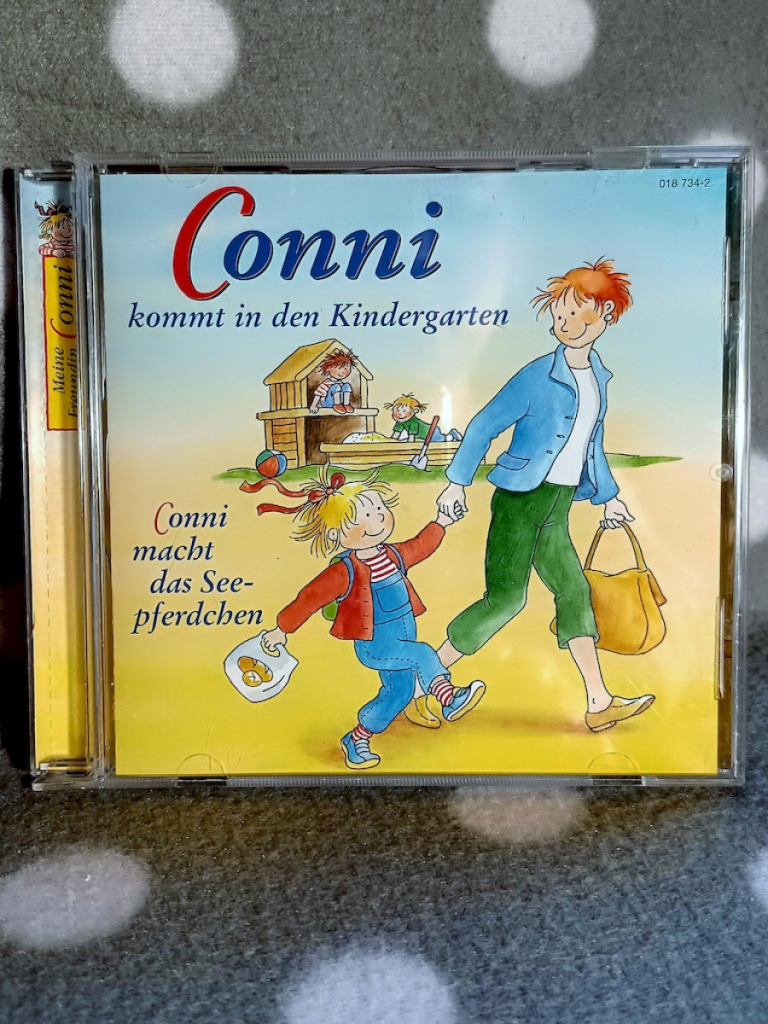 018 734-2
Conni
kommt in den Kindergarten
Conni
macht
das See-
pferdchen
Meine
Freundin
Conni